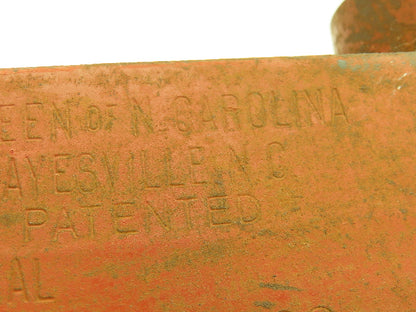 EEN OF N. CAROLINA
AYESVILLE N.C.
PATENTED
AL